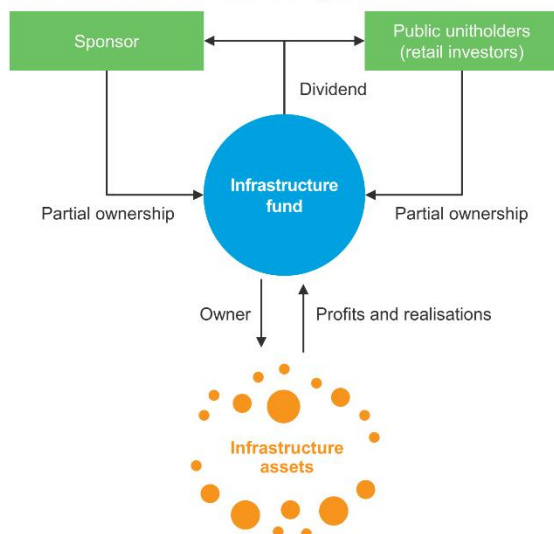 Sponsor
Public unitholders
(retail investors)
Dividend
Infrastructure
fund
Partial ownership
Partial ownership
Owner
Profits and realisations
Infrastructure
assets